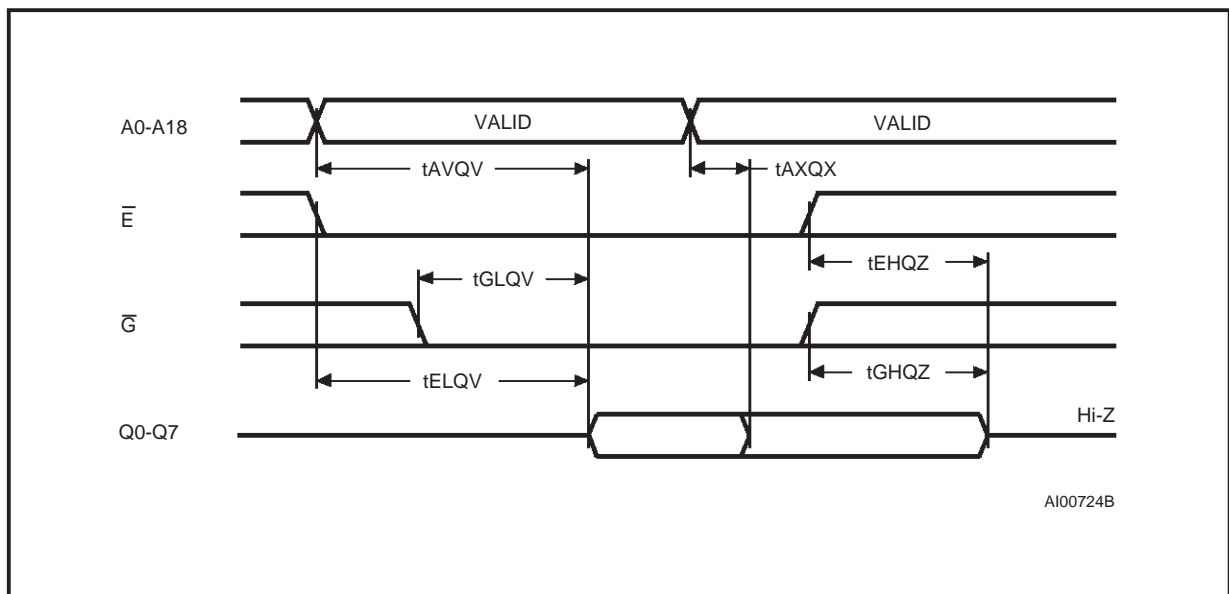 A0-A18
VALID
VALID
tAVQV
tAXQX
E̅
tEHQZ
tGLQV
G̅
tGHQZ
tELQV
Hi-Z
Q0-Q7
AI00724B